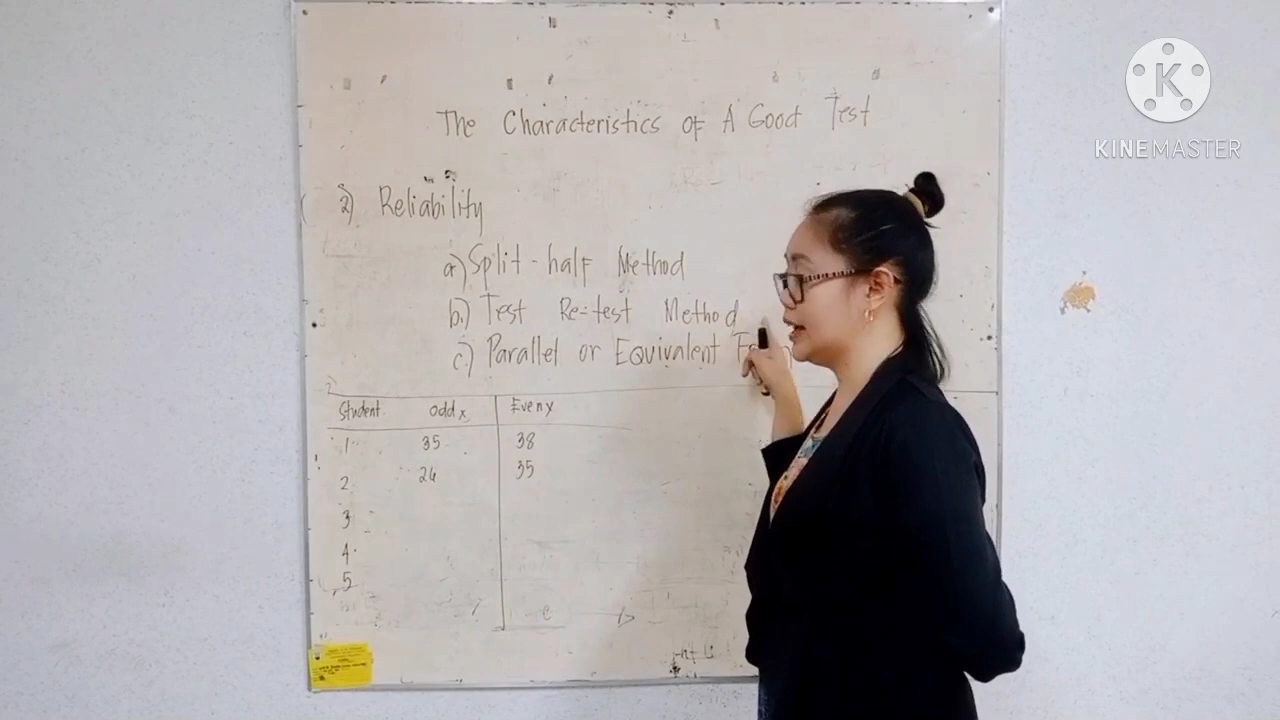 The Characteristics of A Good Test
2) Reliability
a) Split-half Method
b.) Test Re-test Method
c.) Parallel or Equivalent
Student Odd x Even y
1 35 38
2 24 35
3
4
5
KINEMASTER